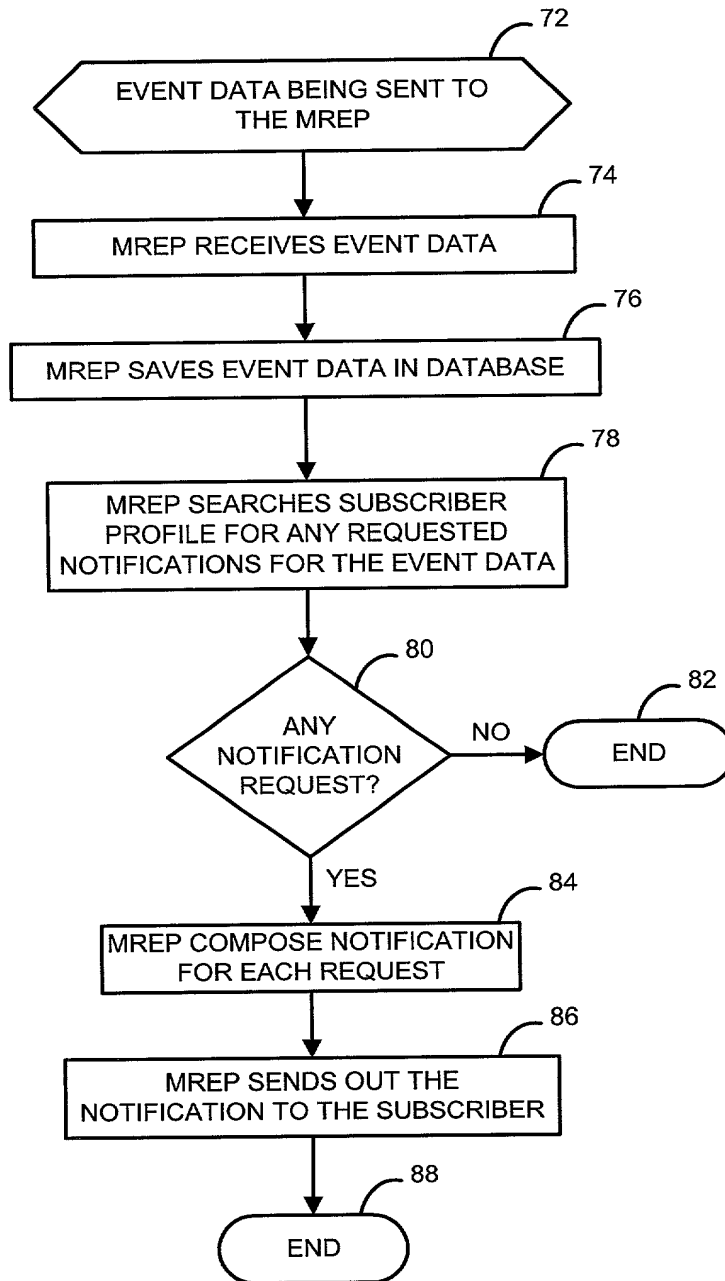 72
EVENT DATA BEING SENT TO
THE MREP
74
MREP RECEIVES EVENT DATA
76
MREP SAVES EVENT DATA IN DATABASE
78
MREP SEARCHES SUBSCRIBER
PROFILE FOR ANY REQUESTED
NOTIFICATIONS FOR THE EVENT DATA
80
ANY
NOTIFICATION
REQUEST?
NO
82
END
YES
84
MREP COMPOSE NOTIFICATION
FOR EACH REQUEST
86
MREP SENDS OUT THE
NOTIFICATION TO THE SUBSCRIBER
88
END